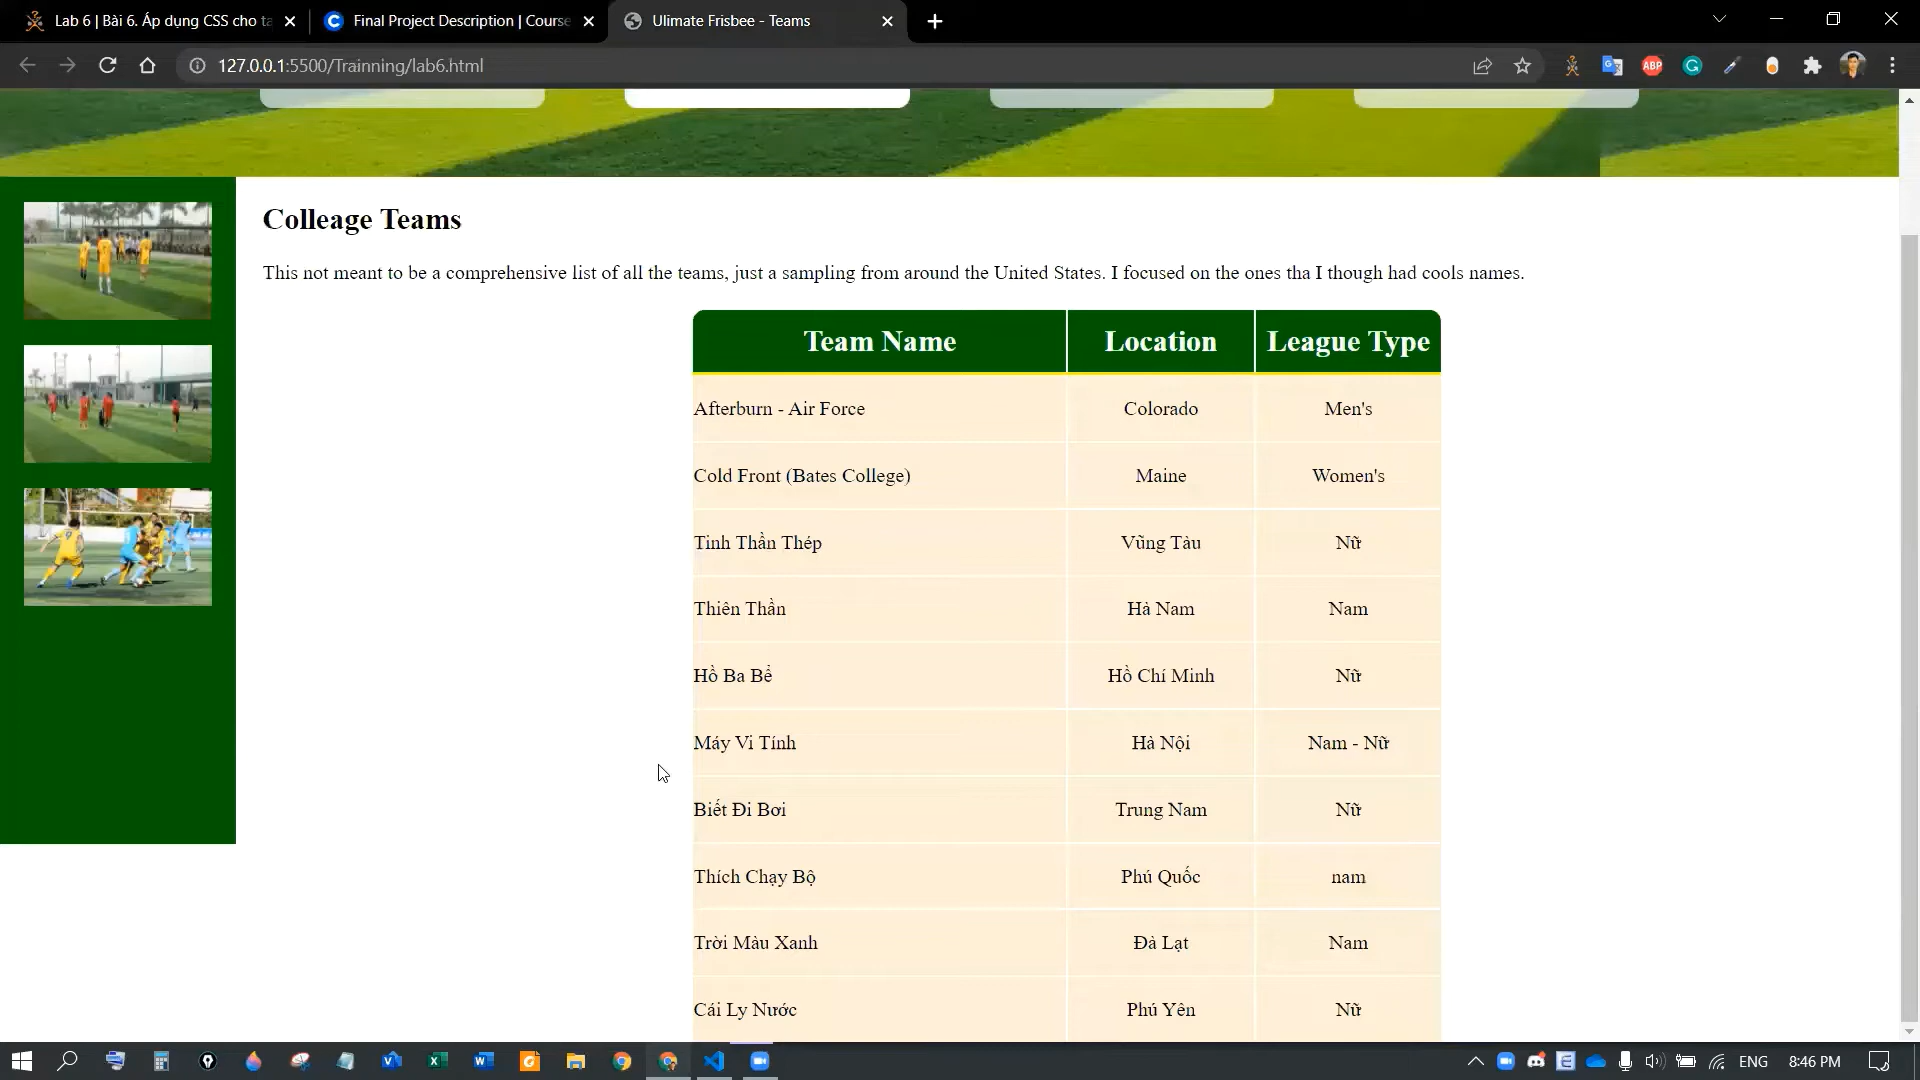 Lab 6 | Bài 6. Áp dụng CSS cho ta
Final Project Description | Course
Ulimate Frisbee - Teams
127.0.0.1:5500/Trainning/lab6.html
ABP
Colleage Teams
This not meant to be a comprehensive list of all the teams, just a sampling from around the United States. I focused on the ones tha I though had cools names.
Team Name Location League Type
Afterburn - Air Force Colorado Men's
Cold Front (Bates College) Maine Women's
Tinh Thần Thép Vũng Tàu Nữ
Thiên Thần Hà Nam Nam
Hồ Ba Bể Hồ Chí Minh Nữ
Máy Vi Tính Hà Nội Nam - Nữ
Biết Đi Bơi Trung Nam Nữ
Thích Chạy Bộ Phú Quốc nam
Trời Màu Xanh Đà Lạt Nam
Cái Ly Nước Phú Yên Nữ
ENG
8:46 PM